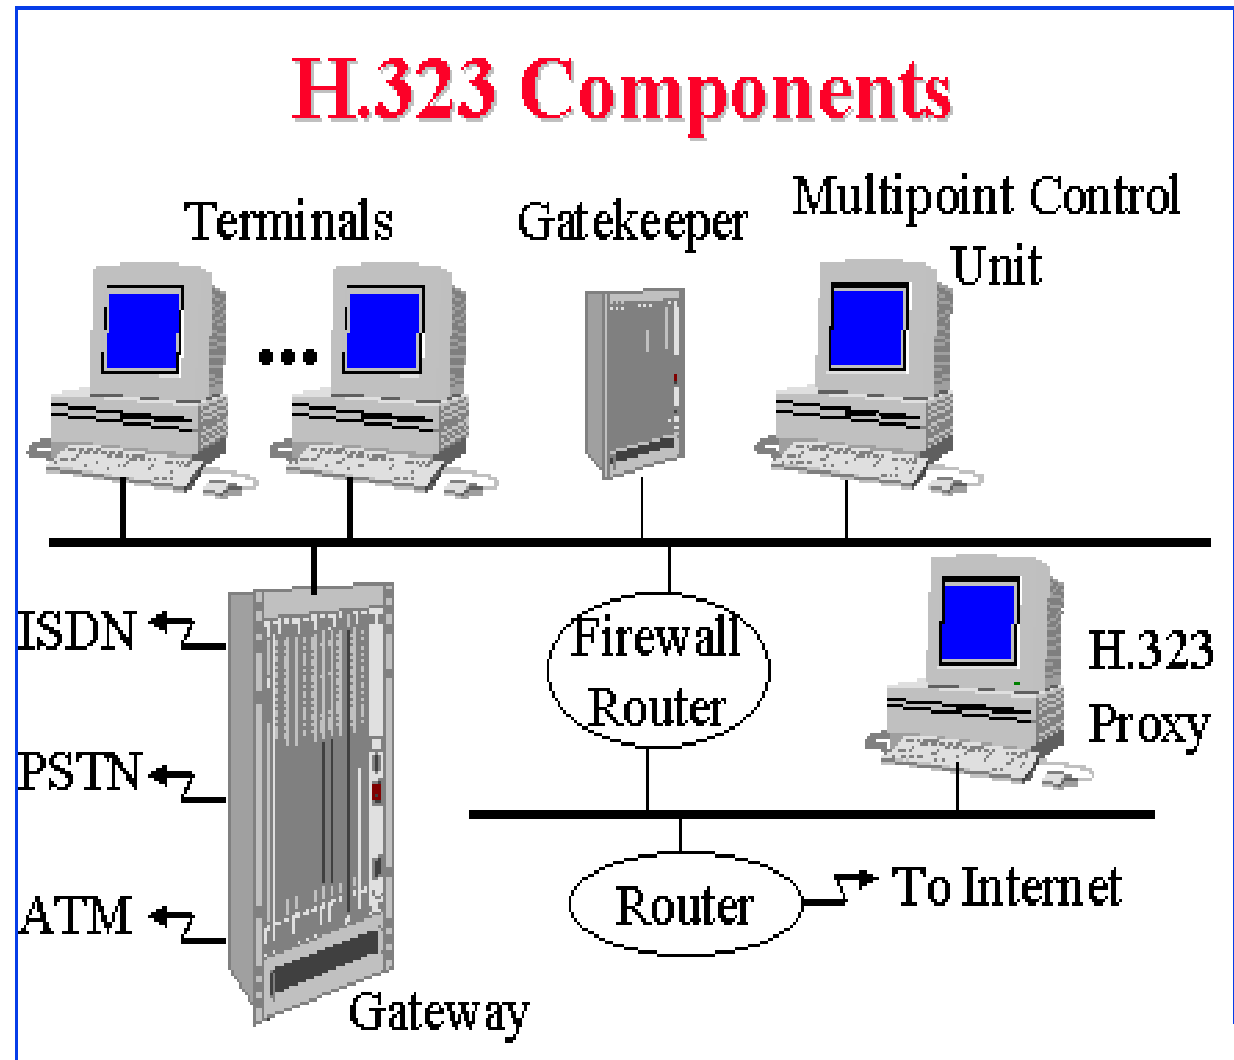 H.323 Components
Terminals
Gatekeeper
Multipoint Control
Unit
ISDN
PSTN
ATM
Gateway
Firewall
Router
H.323
Proxy
Router
To Internet